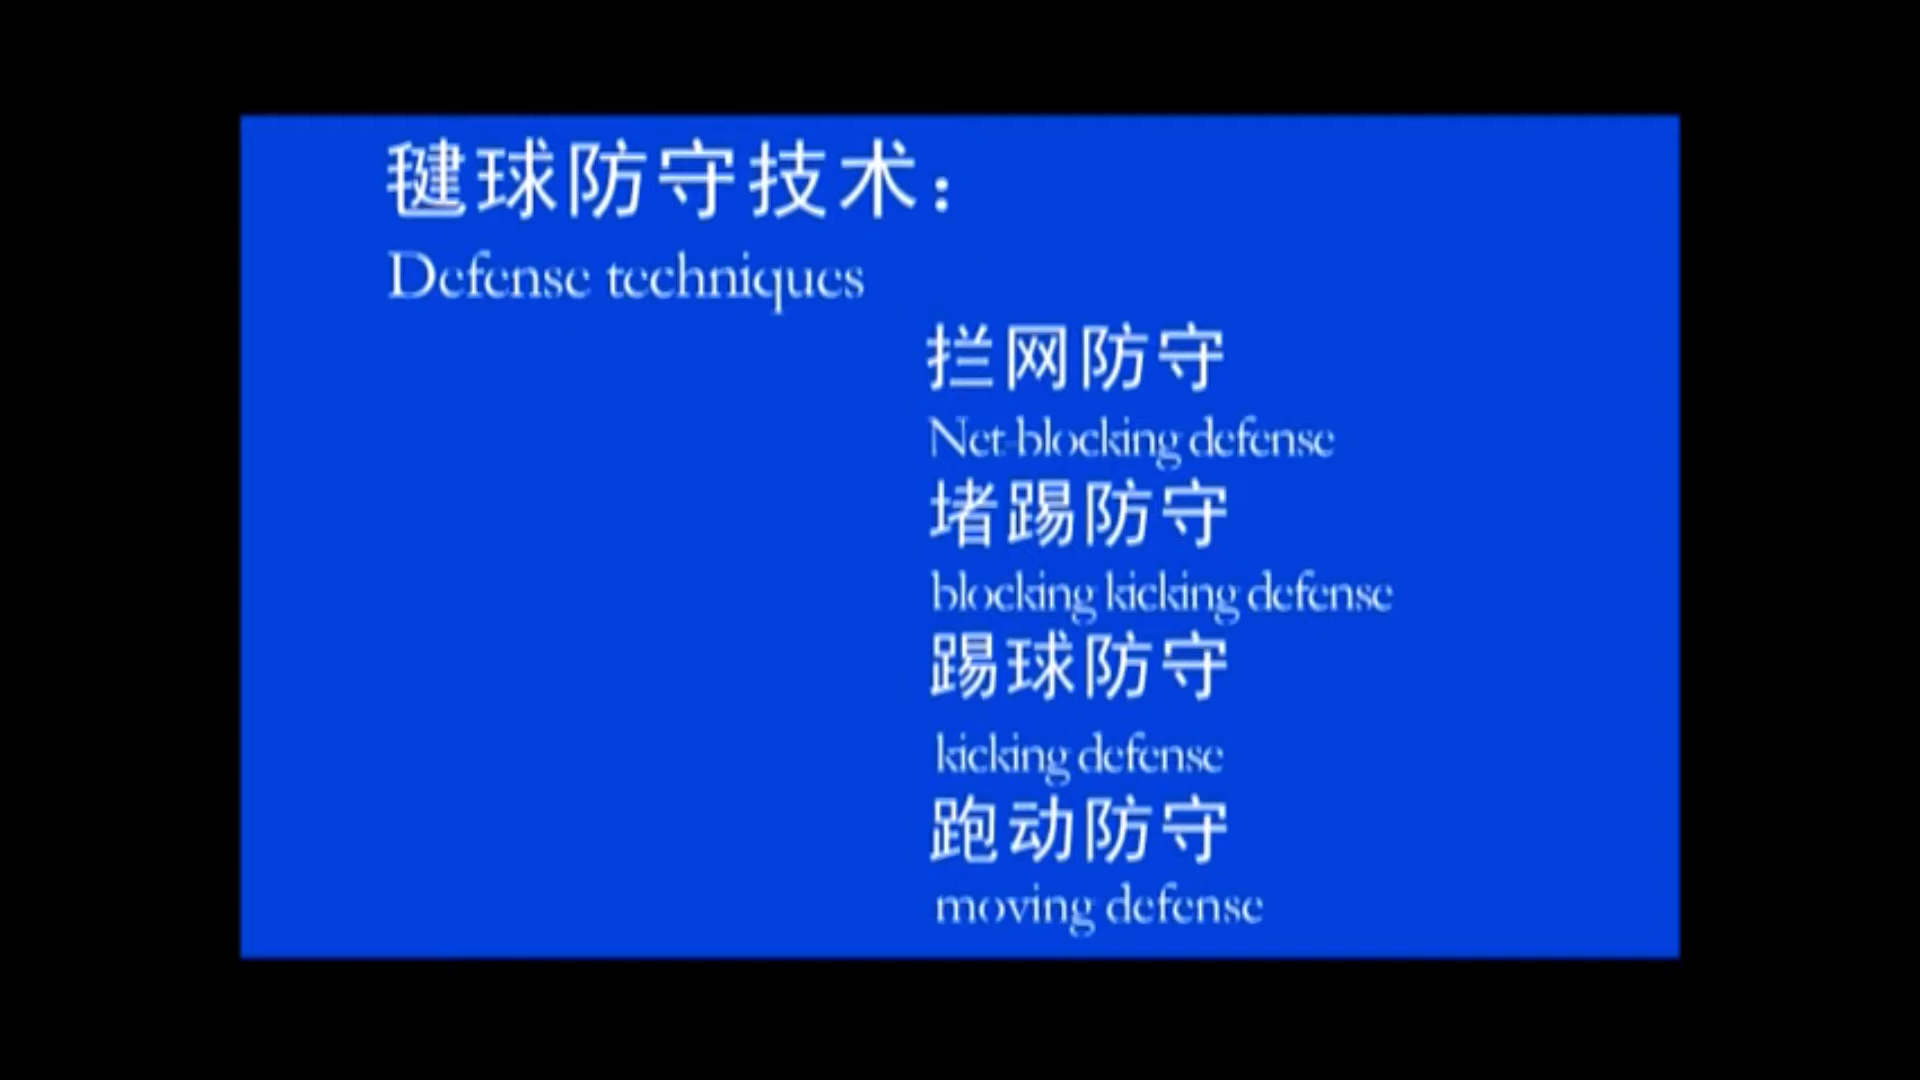 毽球防守技术：
Defense techniques
拦网防守
Net-blocking defense
堵踢防守
blocking kicking defense
踢球防守
kicking defense
跑动防守
moving defense